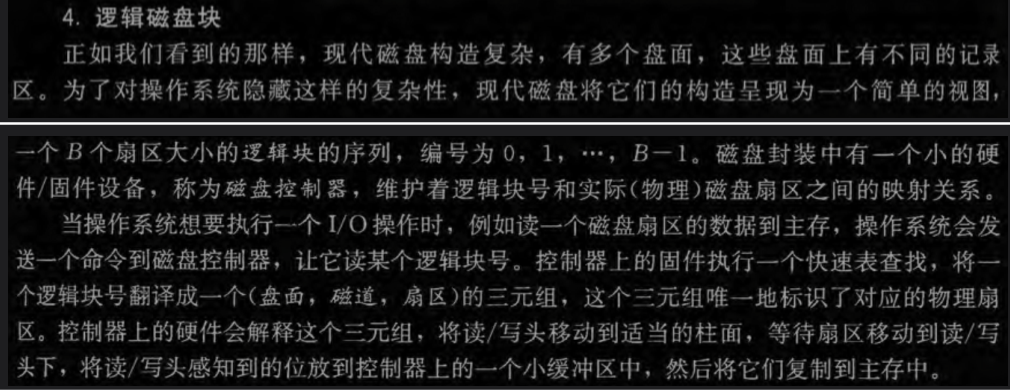 4. 逻辑磁盘块
正如我们看到的那样，现代磁盘构造复杂，有多个盘面，这些盘面上有不同的记录
区。为了对操作系统隐藏这样的复杂性，现代磁盘将它们的构造呈现为一个简单的视图，
一个 B 个扇区大小的逻辑块的序列，编号为 0，1，…，B－1。磁盘封装中有一个小的硬
件/固件设备，称为磁盘控制器，维护着逻辑块号和实际(物理)磁盘扇区之间的映射关系。
当操作系统想要执行一个 I/O 操作时，例如读一个磁盘扇区的数据到主存，操作系统会发
送一个命令到磁盘控制器，让它读某个逻辑块号。控制器上的固件执行一个快速表查找，将一
个逻辑块号翻译成一个(盘面，磁道，扇区)的三元组，这个三元组唯一地标识了对应的物理扇
区。控制器上的硬件会解释这个三元组，将读/写头移动到适当的柱面，等待扇区移动到读/写
头下，将读/写头感知到的位放到控制器上的一个小缓冲区中，然后将它们复制到主存中。